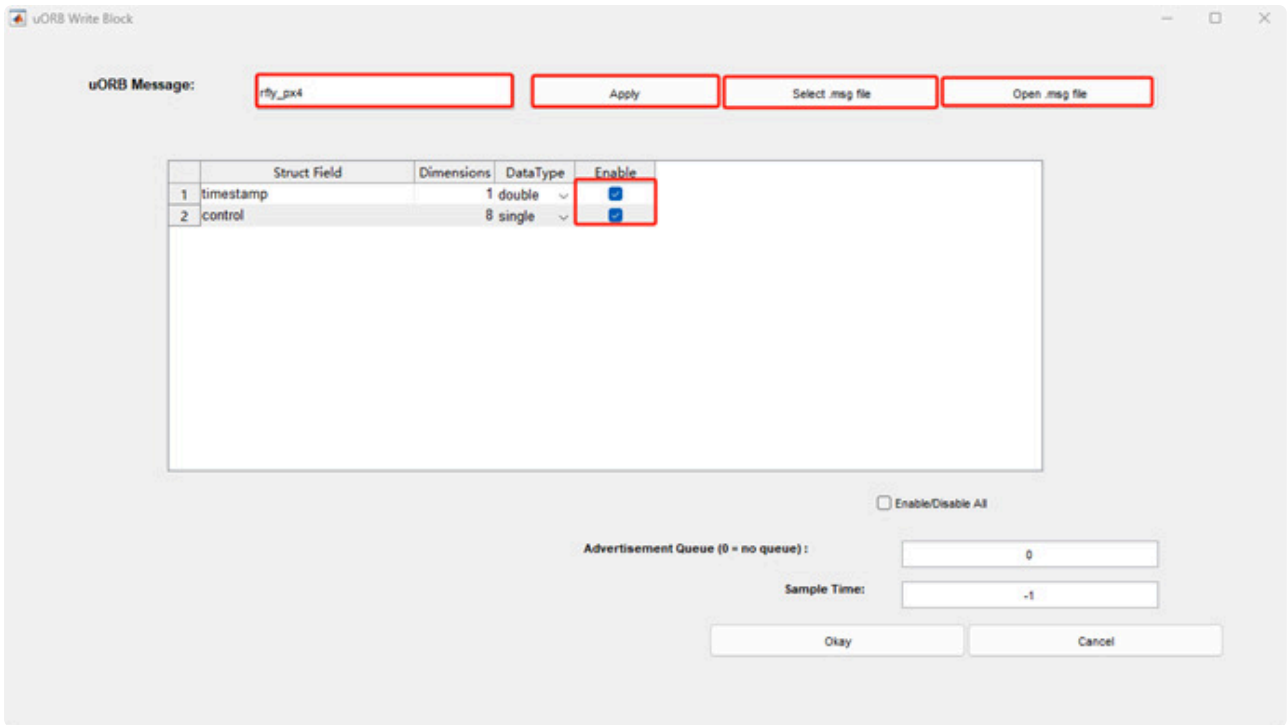 uORB Write Block
uORB Message:
rfly_px4
Apply
Select .msg file
Open .msg file
Struct Field Dimensions DataType Enable
1 timestamp 1 double
2 control 8 single
Enable/Disable All
Advertisement Queue (0 = no queue) :
0
Sample Time:
-1
Okay
Cancel